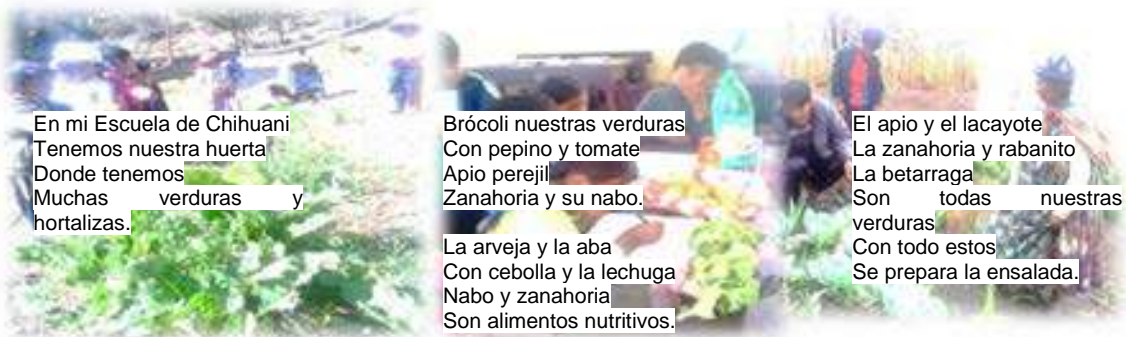 En mi Escuela de Chihuani
Tenemos nuestra huerta
Donde tenemos
Muchas verduras y
hortalizas.
Brócoli nuestras verduras
Con pepino y tomate
Apio perejil
Zanahoria y su nabo.
La arveja y la aba
Con cebolla y la lechuga
Nabo y zanahoria
Son alimentos nutritivos.
El apio y el lacayote
La zanahoria y rabanito
La betarraga
Son todas nuestras
verduras
Con todo estos
Se prepara la ensalada.